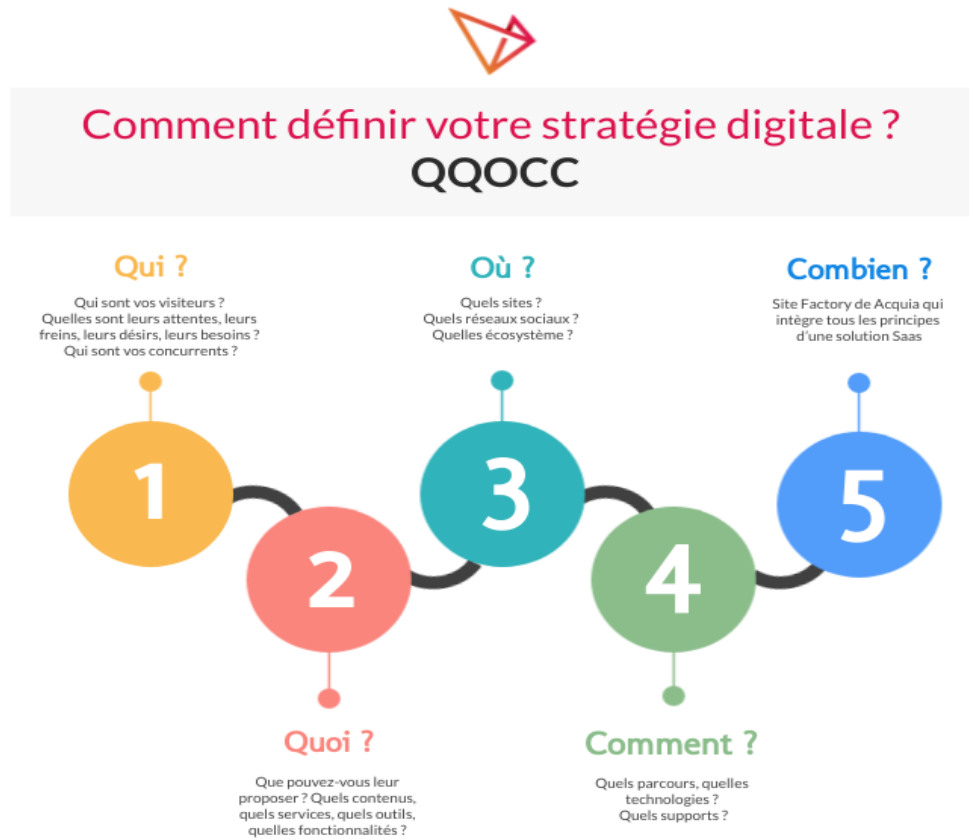 Comment définir votre stratégie digitale ?
QQOCC
Qui ?
Qui sont vos visiteurs ?
Quelles sont leurs attentes, leurs
freins, leurs désirs, leurs besoins ?
Qui sont vos concurrents ?
Où ?
Quels sites ?
Quels réseaux sociaux ?
Quelles écosystème ?
Combien ?
Site Factory de Acquia qui
intègre tous les principes
d'une solution Saas
1
2
3
4
5
Quoi ?
Que pouvez-vous leur
proposer ? Quels contenus,
quels services, quels outils,
quelles fonctionnalités ?
Comment ?
Quels parcours, quelles
technologies ?
Quels supports ?